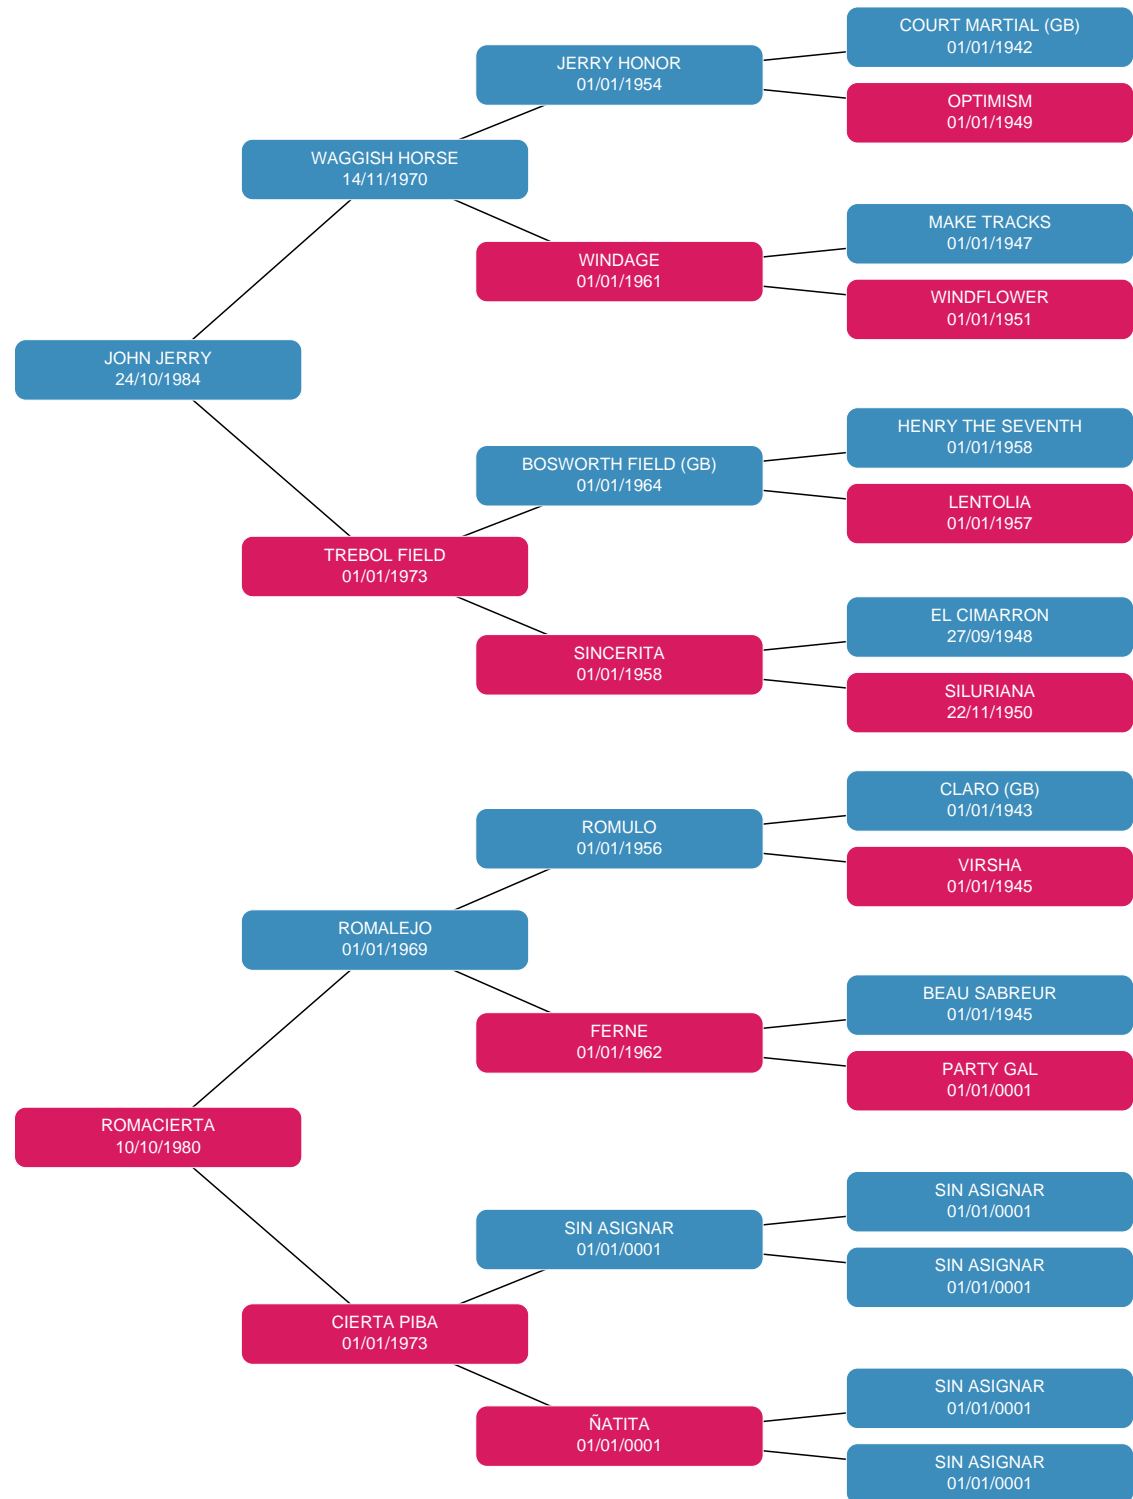 COURT MARTIAL (GB)
01/01/1942
JERRY HONOR
01/01/1954
OPTIMISM
01/01/1949
WAGGISH HORSE
14/11/1970
MAKE TRACKS
01/01/1947
WINDAGE
01/01/1961
WINDFLOWER
01/01/1951
JOHN JERRY
24/10/1984
HENRY THE SEVENTH
01/01/1958
BOSWORTH FIELD (GB)
01/01/1964
LENTOLIA
01/01/1957
TREBOL FIELD
01/01/1973
EL CIMARRON
27/09/1948
SINCERITA
01/01/1958
SILURIANA
22/11/1950
CLARO (GB)
01/01/1943
ROMULO
01/01/1956
VIRSHA
01/01/1945
ROMALEJO
01/01/1969
BEAU SABREUR
01/01/1945
FERNE
01/01/1962
PARTY GAL
01/01/0001
ROMACIERTA
10/10/1980
SIN ASIGNAR
01/01/0001
SIN ASIGNAR
01/01/0001
SIN ASIGNAR
01/01/0001
CIERTA PIBA
01/01/1973
SIN ASIGNAR
01/01/0001
ÑATITA
01/01/0001
SIN ASIGNAR
01/01/0001